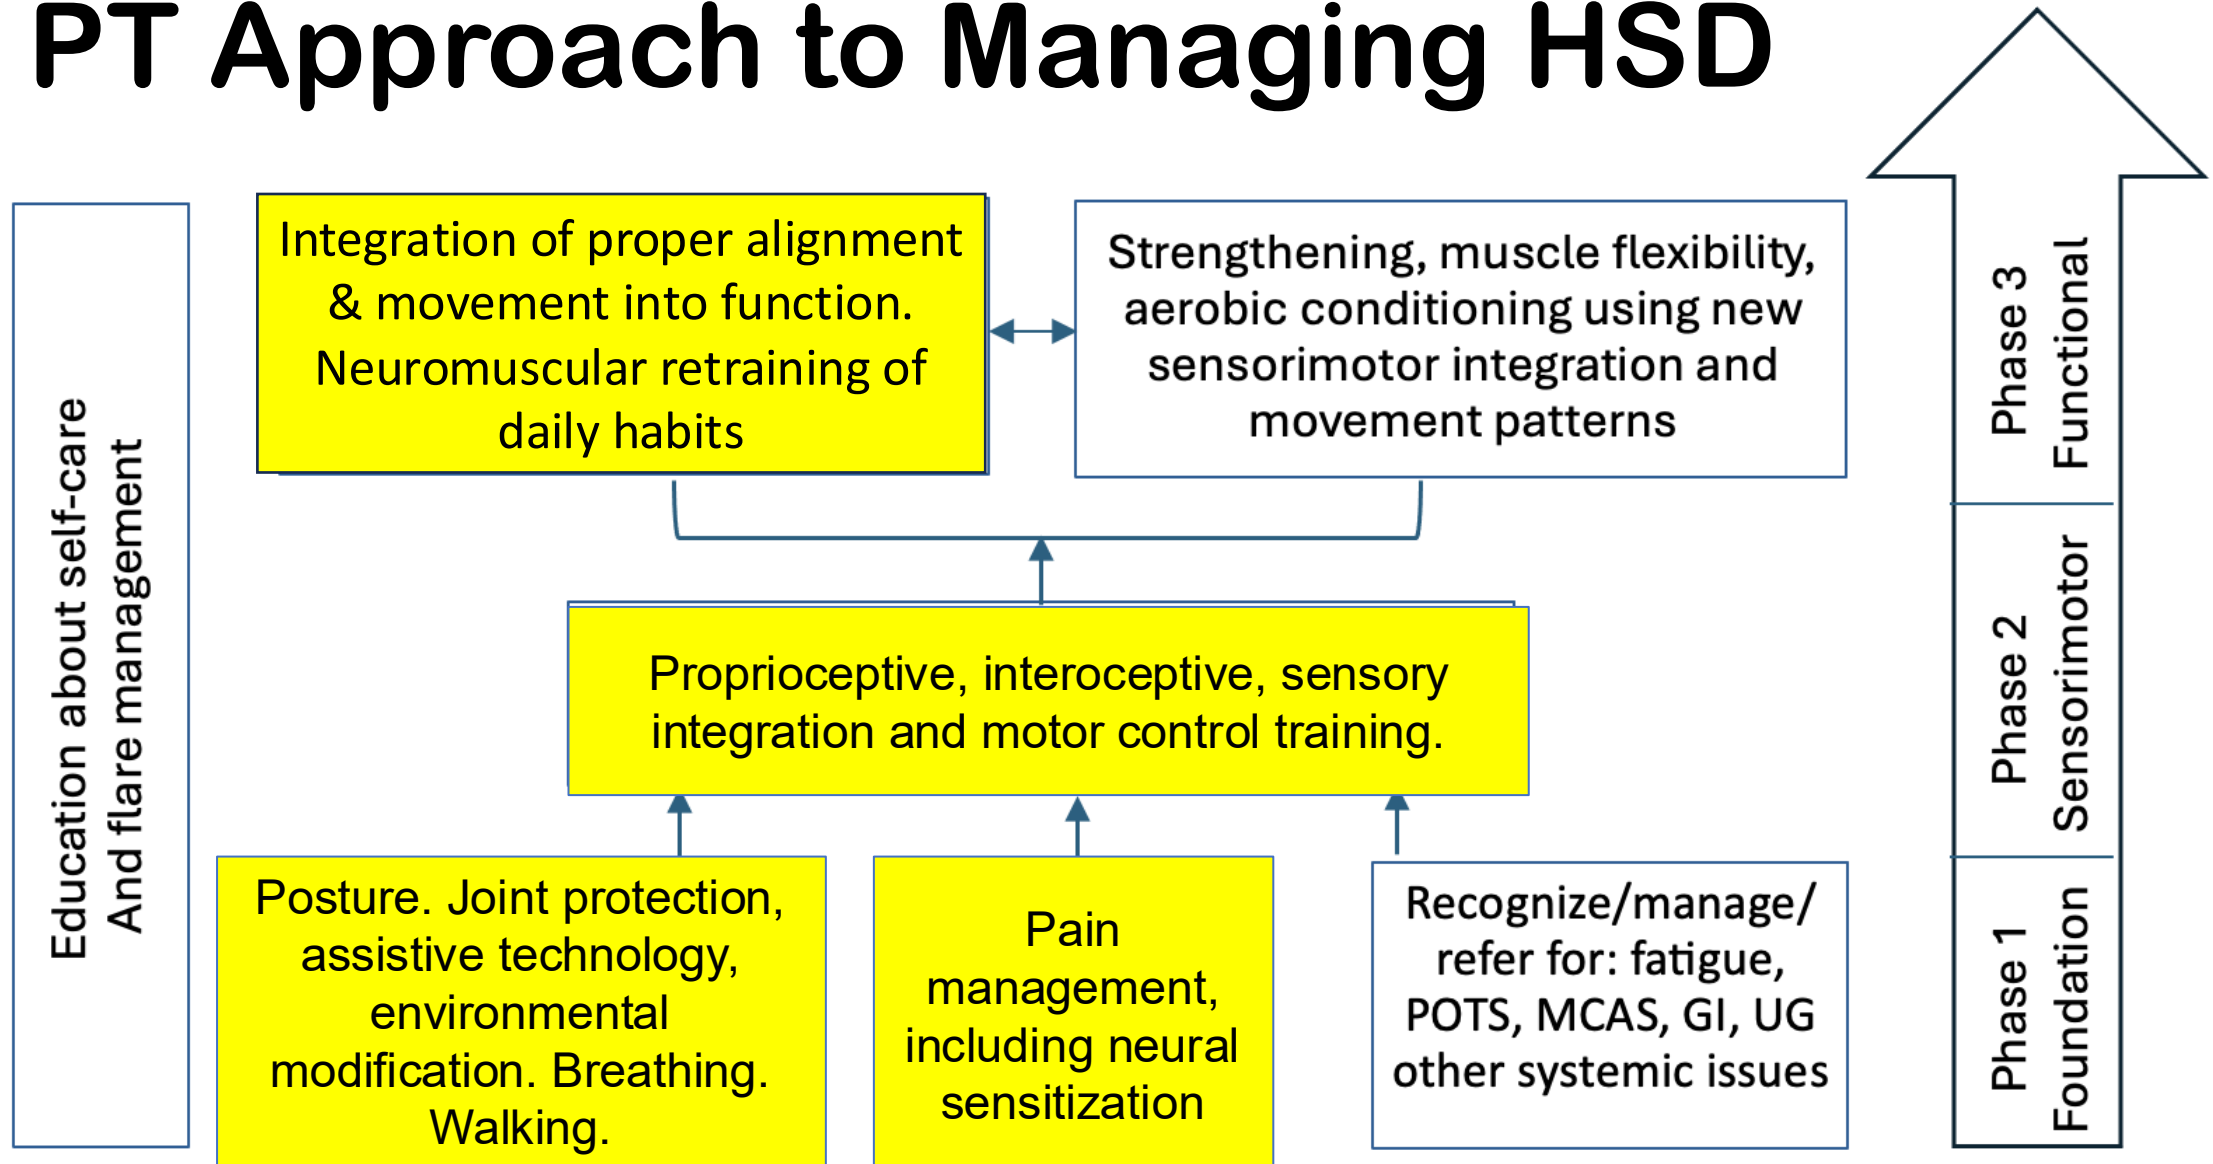 PT Approach to Managing HSD
Education about self-care
And flare management
Integration of proper alignment
& movement into function.
Neuromuscular retraining of
daily habits
Strengthening, muscle flexibility,
aerobic conditioning using new
sensorimotor integration and
movement patterns
Phase 3
Functional
Proprioceptive, interoceptive, sensory
integration and motor control training.
Phase 2
Sensorimotor
Posture. Joint protection,
assistive technology,
environmental
modification. Breathing.
Walking.
Pain
management,
including neural
sensitization
Recognize/manage/
refer for: fatigue,
POTS, MCAS, GI, UG
other systemic issues
Phase 1
Foundation